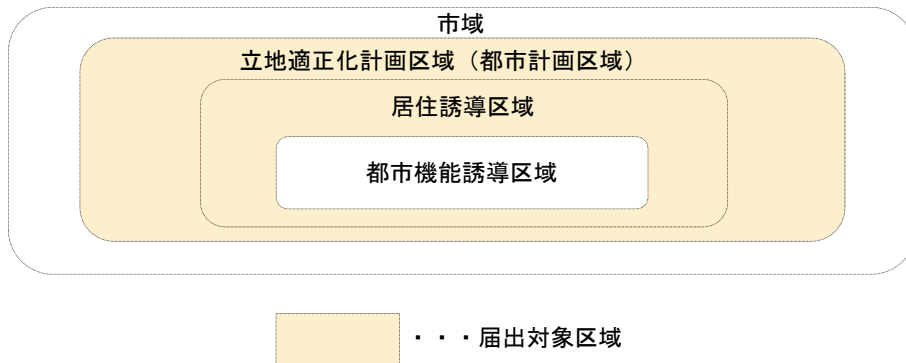 市域
立地適正化計画区域（都市計画区域）
居住誘導区域
都市機能誘導区域
・・・届出対象区域